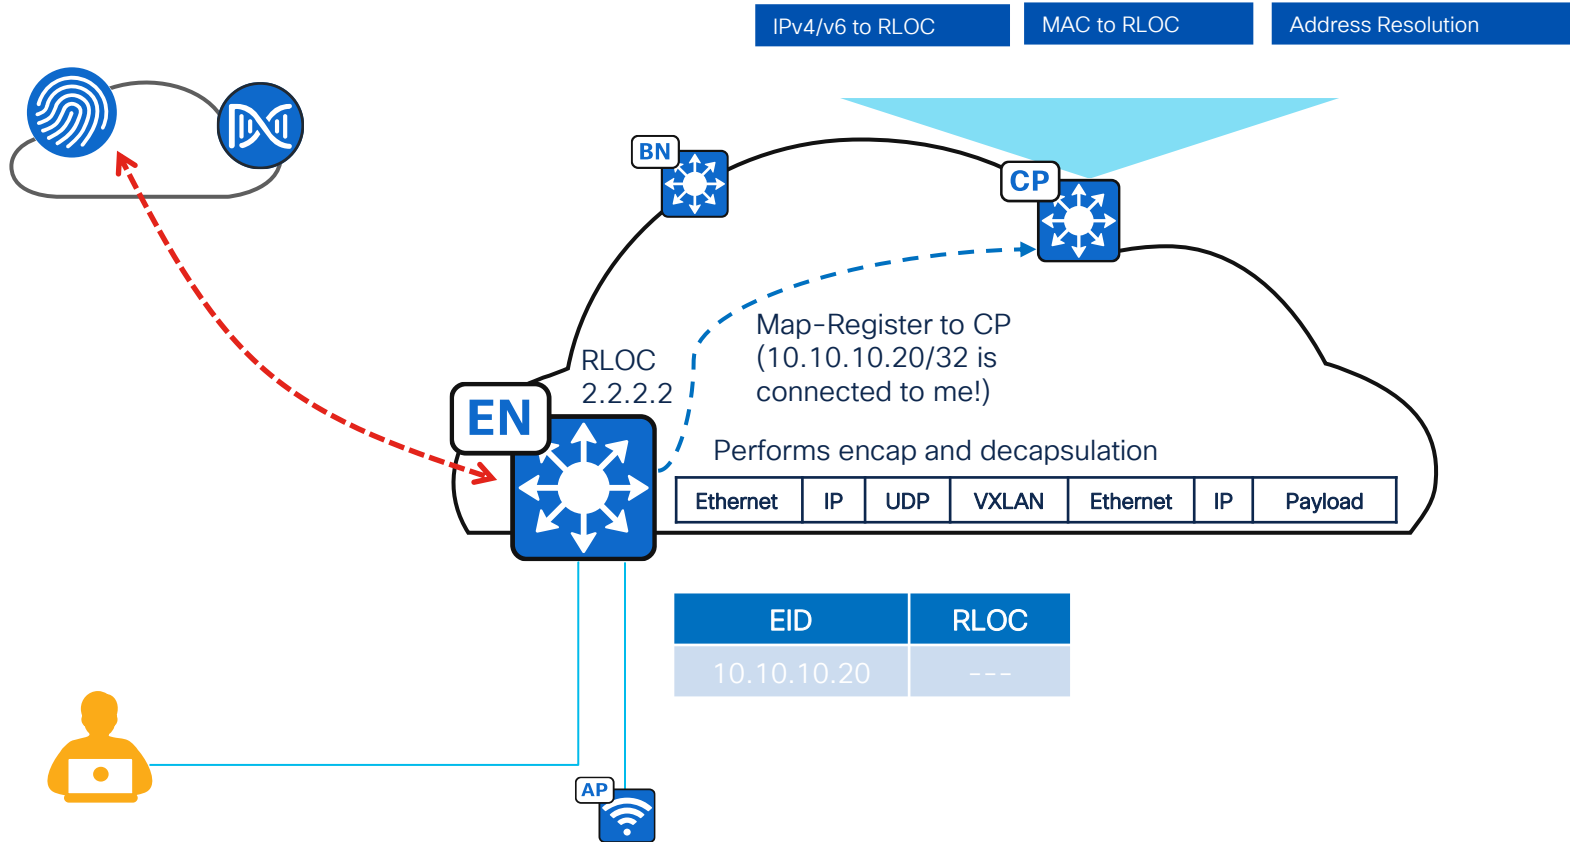 IPv4/v6 to RLOC
MAC to RLOC
Address Resolution
BN
CP
Map-Register to CP
(10.10.10.20/32 is
connected to me!)
RLOC
2.2.2.2
EN
Performs encap and decapsulation
Ethernet IP UDP VXLAN Ethernet IP Payload
EID RLOC
10.10.10.20 ---
AP